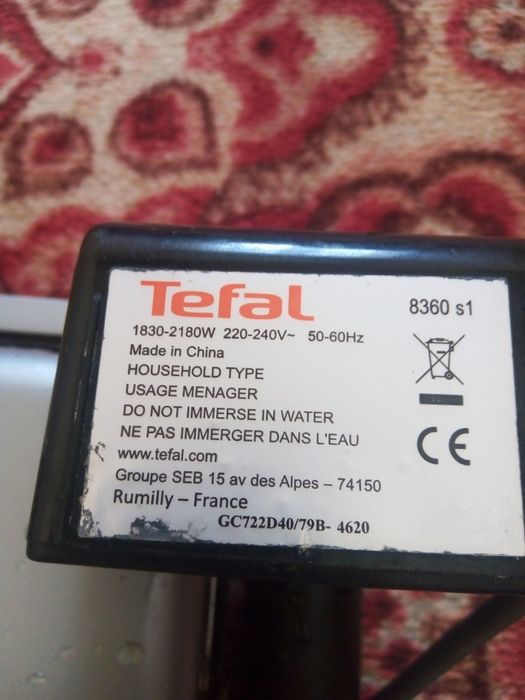 Tefal
8360 s1
1830-2180W 220-240V~ 50-60Hz
Made in China
HOUSEHOLD TYPE
USAGE MENAGER
DO NOT IMMERSE IN WATER
NE PAS IMMERGER DANS L'EAU
www.tefal.com
CE
Groupe SEB 15 av des Alpes – 74150
Rumilly – France
GC722D40/79B- 4620